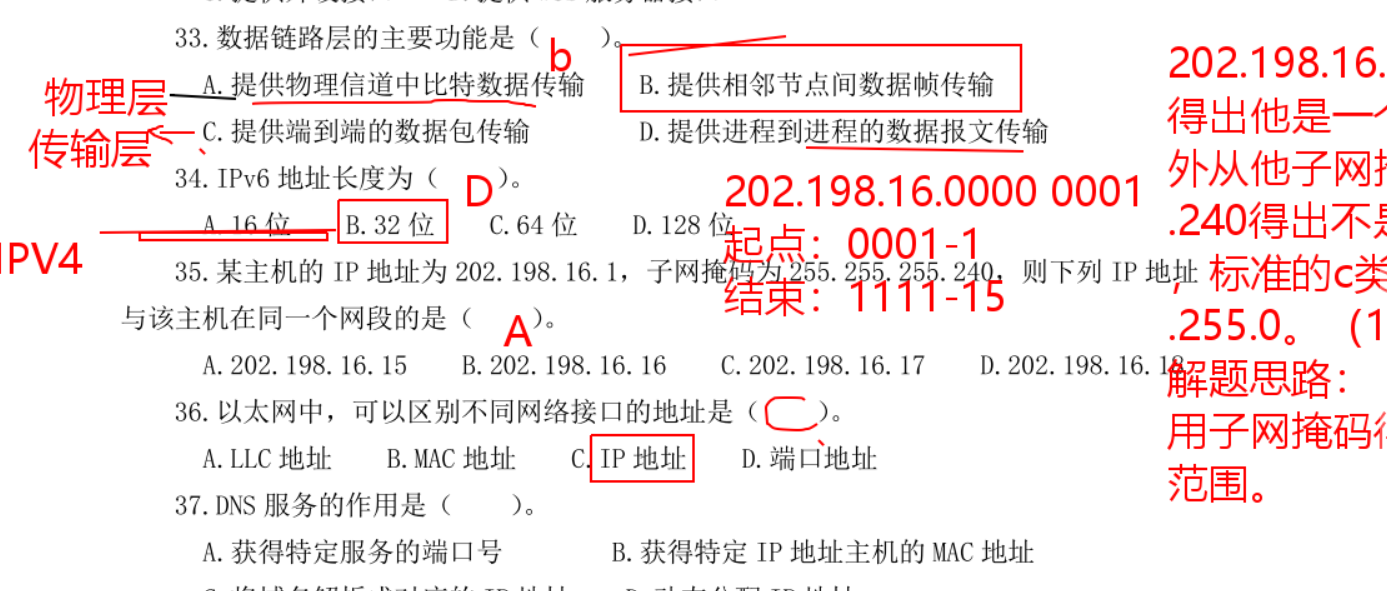 33.数据链路层的主要功能是（ b ）。
A.提供物理信道中比特数据传输 B.提供相邻节点间数据帧传输
物理层
C.提供端到端的数据包传输 D.提供进程到进程的数据报文传输
传输层
34.IPv6 地址长度为（ D ）。
A.16 位 B.32 位 C.64 位 D.128 位
IPV4
202.198.16.0000 0001
起点：0001-1
结束：1111-15
35.某主机的 IP 地址为 202.198.16.1，子网掩码为 255.255.255.240，则下列 IP 地址
与该主机在同一个网段的是（ A ）。
A.202.198.16.15 B.202.198.16.16 C.202.198.16.17 D.202.198.16.18
36.以太网中，可以区别不同网络接口的地址是（ ）。
A.LLC 地址 B.MAC 地址 C.IP 地址 D.端口地址
37.DNS 服务的作用是（ ）。
A.获得特定服务的端口号 B.获得特定 IP 地址主机的 MAC 地址
202.198.16.
得出他是一
外从他子网
.240得出不
，标准的c类
.255.0。（1
解题思路：
用子网掩码
范围。